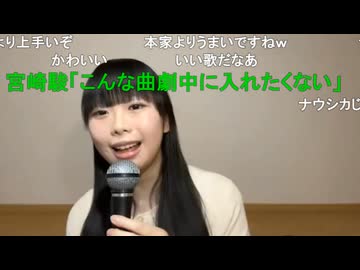 より上手いぞ
本家よりうまいですねｗ
かわいい
いい歌だなあ
宮崎駿「こんな曲劇中に入れたくない」
ナウシカじ